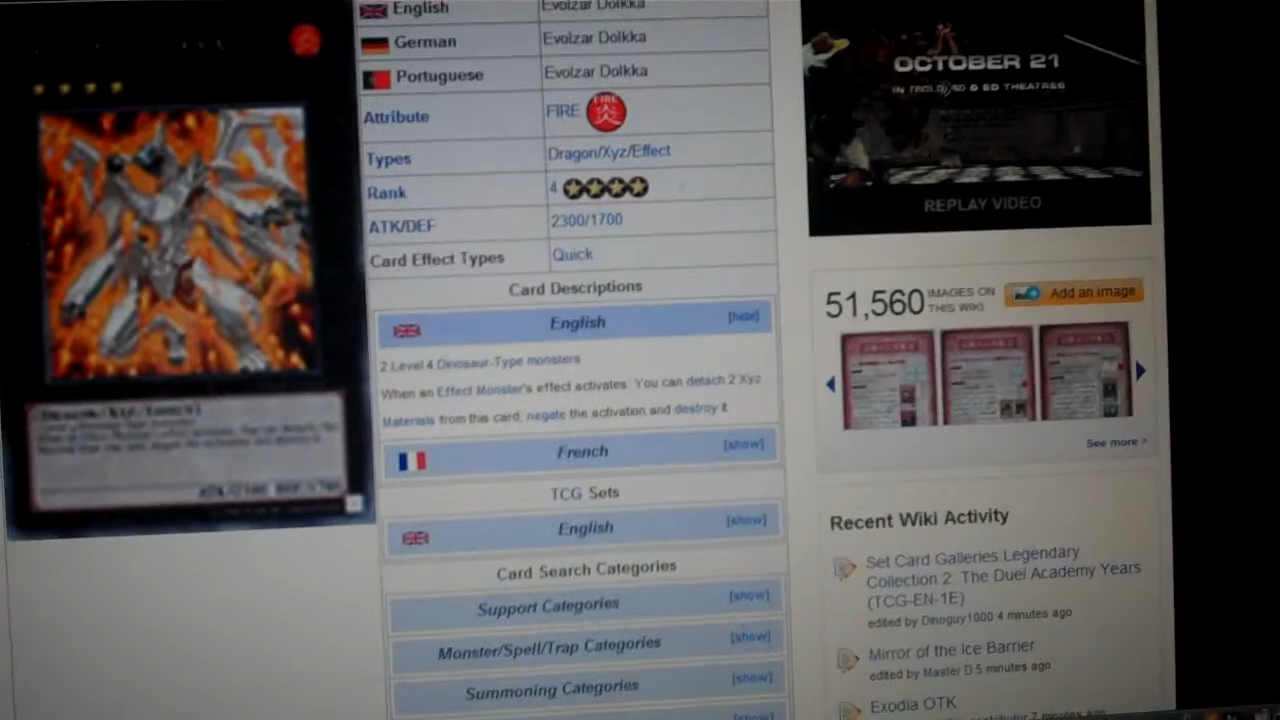 English
Evolzar Dolkka
German
Evolzar Dolkka
Portuguese
Evolzar Dolkka
Attribute
FIRE
FIRE
炎
Types
Dragon/Xyz/Effect
Rank
4
ATK/DEF
2300/1700
Card Effect Types
Quick
Card Descriptions
English
[hide]
2 Level 4 Dinosaur-Type monsters
When an Effect Monster's effect activates: You can detach 2 Xyz
Materials from this card; negate the activation and destroy it.
French
[show]
TCG Sets
English
[show]
Card Search Categories
Support Categories
[show]
Monster/Spell/Trap Categories
[show]
Summoning Categories
[show]
[show]
OCTOBER 21
REPLAY VIDEO
51,560
IMAGES ON
THIS WIKI
Add an image
See more >
Recent Wiki Activity
Set Card Galleries:Legendary
Collection 2: The Duel Academy Years
(TCG-EN-1E)
edited by Dinoguy1000 4 minutes ago
Mirror of the Ice Barrier
edited by Master D 5 minutes ago
Exodia OTK
7 minutes ago